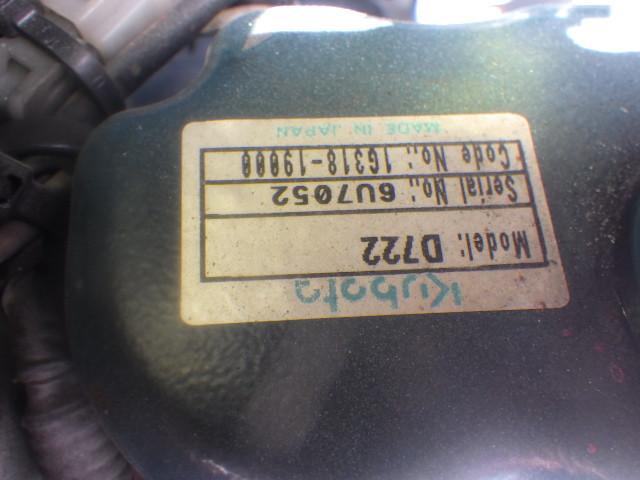 Kubota
Model: D722
Serial No.: 6U7052
Code No.: 1G318-19000
MADE IN JAPAN